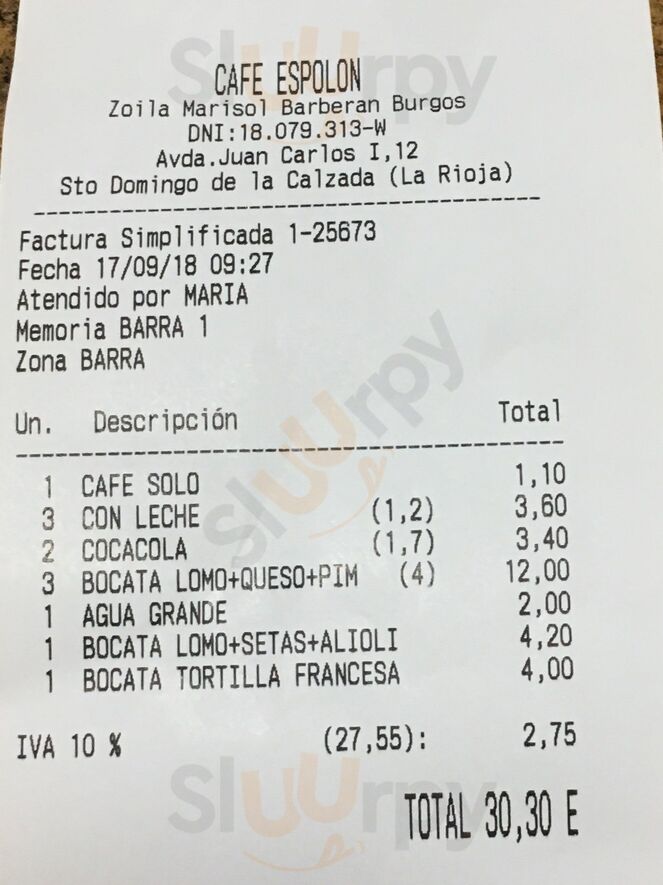 Sluurpy
CAFE ESPOLON
Zoila Marisol Barberan Burgos
DNI:18.079.313-W
Avda.Juan Carlos I,12
Sto Domingo de la Calzada (La Rioja)
Factura Simplificada 1-25673
Fecha 17/09/18 09:27
Atendido por MARIA
Memoria BARRA 1
Zona BARRA
Un. Descripción Total
1 CAFE SOLO 1,10
3 CON LECHE (1,2) 3,60
2 COCACOLA (1,7) 3,40
3 BOCATA LOMO+QUESO+PIM (4) 12,00
1 AGUA GRANDE 2,00
1 BOCATA LOMO+SETAS+ALIOLI 4,20
1 BOCATA TORTILLA FRANCESA 4,00
Sluurpy
IVA 10 % (27,55): 2,75
Sluurpy
TOTAL 30,30 E